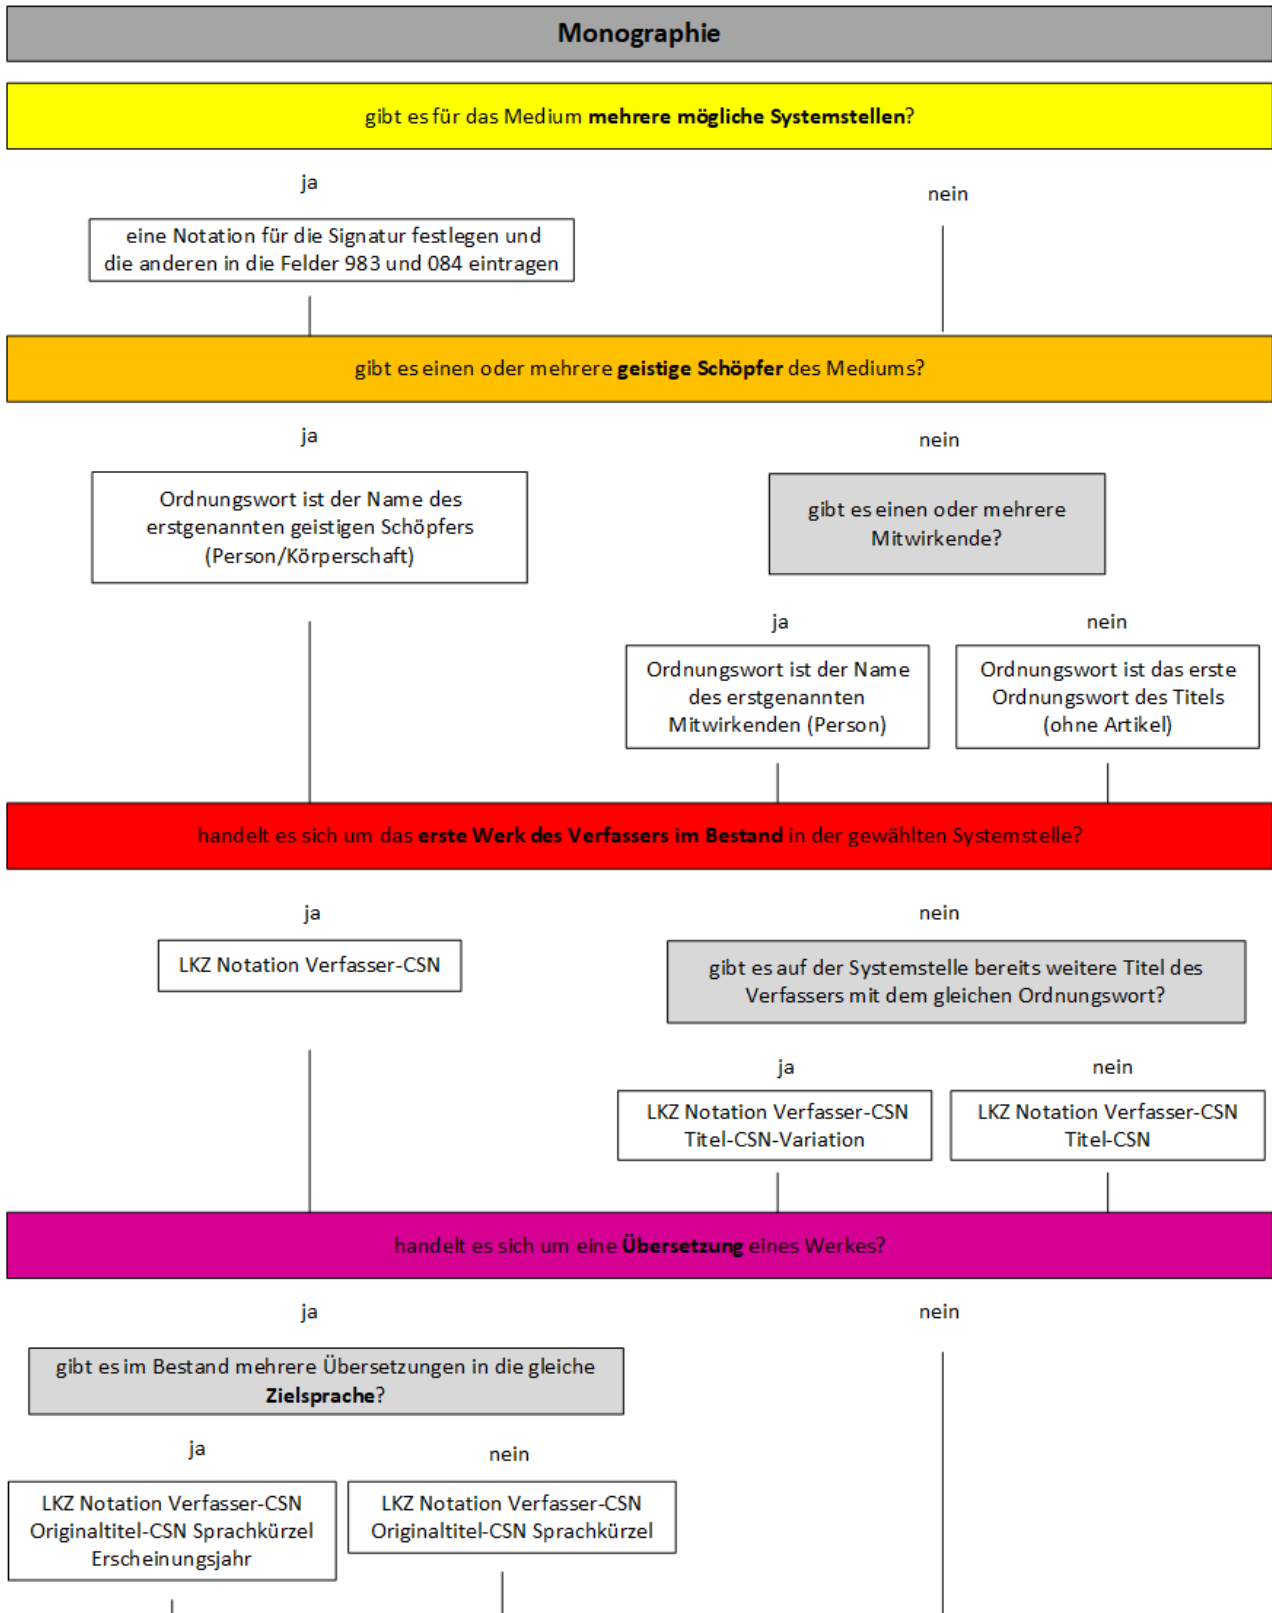 Monographie
gibt es für das Medium mehrere mögliche Systemstellen?
ja
nein
eine Notation für die Signatur festlegen und
die anderen in die Felder 983 und 084 eintragen
gibt es einen oder mehrere geistige Schöpfer des Mediums?
ja
nein
Ordnungswort ist der Name des
erstgenannten geistigen Schöpfers
(Person/Körperschaft)
gibt es einen oder mehrere
Mitwirkende?
ja
nein
Ordnungswort ist der Name
des erstgenannten
Mitwirkenden (Person)
Ordnungswort ist das erste
Ordnungswort des Titels
(ohne Artikel)
handelt es sich um das erste Werk des Verfassers im Bestand in der gewählten Systemstelle?
ja
nein
LKZ Notation Verfasser-CSN
gibt es auf der Systemstelle bereits weitere Titel des
Verfassers mit dem gleichen Ordnungswort?
ja
nein
LKZ Notation Verfasser-CSN
Titel-CSN-Variation
LKZ Notation Verfasser-CSN
Titel-CSN
handelt es sich um eine Übersetzung eines Werkes?
ja
nein
gibt es im Bestand mehrere Übersetzungen in die gleiche
Zielsprache?
ja
nein
LKZ Notation Verfasser-CSN
Originaltitel-CSN Sprachkürzel
Erscheinungsjahr
LKZ Notation Verfasser-CSN
Originaltitel-CSN Sprachkürzel